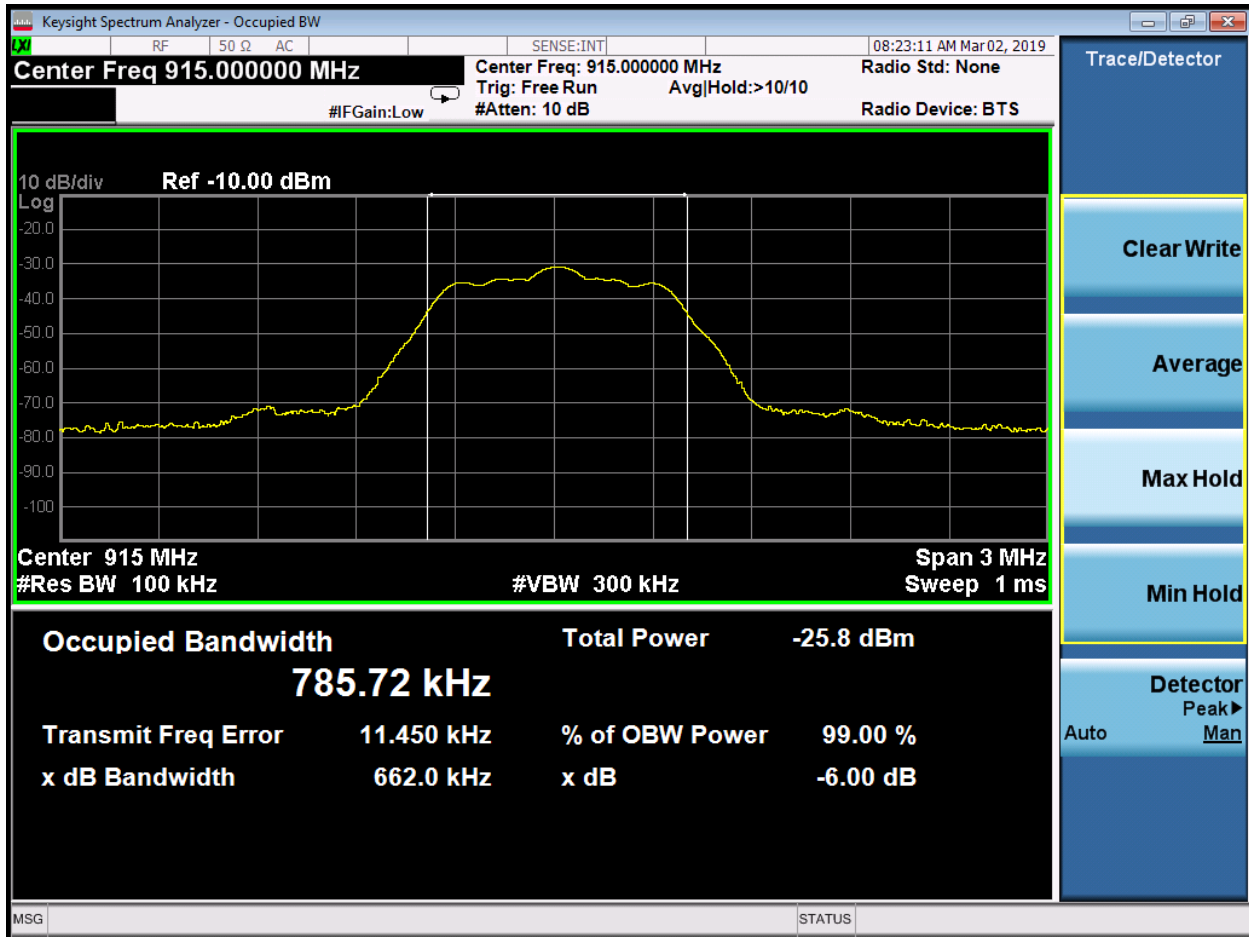 Keysight Spectrum Analyzer - Occupied BW
LXI RF 50 Ω AC SENSE:INT 08:23:11 AM Mar 02, 2019
Center Freq 915.000000 MHz
Center Freq: 915.000000 MHz
Radio Std: None
Trig: Free Run Avg|Hold:>10/10
#IFGain:Low
#Atten: 10 dB
Radio Device: BTS
10 dB/div Ref -10.00 dBm
Log
-20.0
-30.0
-40.0
-50.0
-60.0
-70.0
-80.0
-90.0
-100
Center 915 MHz Span 3 MHz
#Res BW 100 kHz #VBW 300 kHz Sweep 1 ms
Occupied Bandwidth Total Power -25.8 dBm
785.72 kHz
Transmit Freq Error 11.450 kHz % of OBW Power 99.00 %
x dB Bandwidth 662.0 kHz x dB -6.00 dB
MSG STATUS
Trace/Detector
Clear Write
Average
Max Hold
Min Hold
Detector
Peak▶
Auto Man